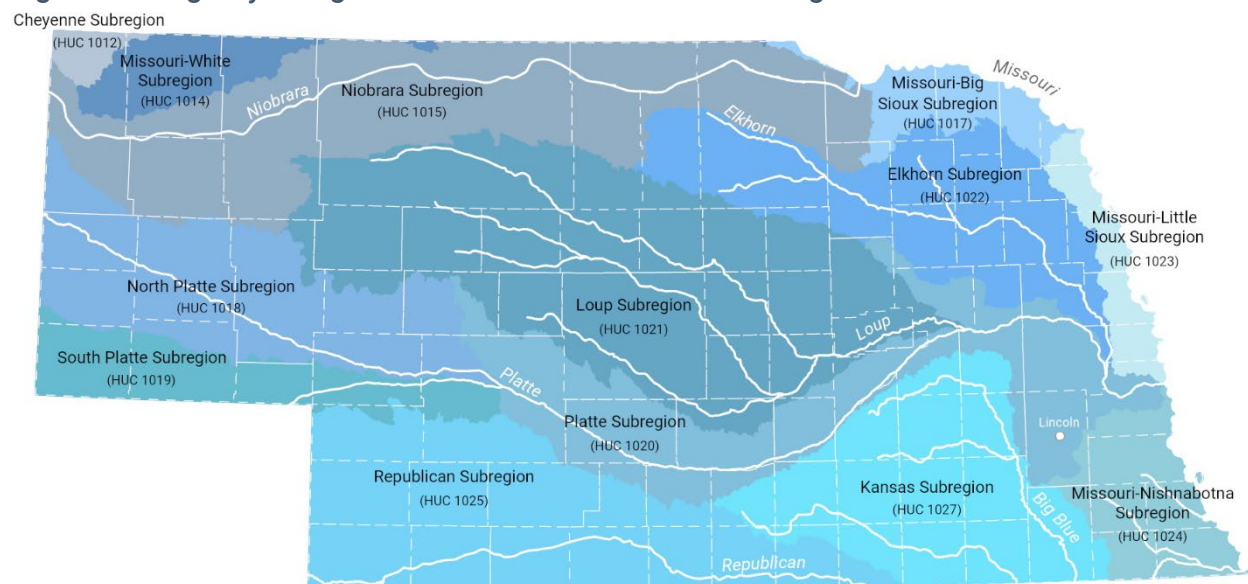 Cheyenne Subregion
(HUC 1012)
Missouri-White
Subregion
(HUC 1014)
Niobrara
Niobrara Subregion
(HUC 1015)
Missouri-Big
Sioux Subregion
(HUC 1017)
Missouri
Elkhorn
Elkhorn Subregion
(HUC 1022)
Missouri-Little
Sioux Subregion
(HUC 1023)
North Platte Subregion
(HUC 1018)
Loup Subregion
(HUC 1021)
Loup
South Platte Subregion
(HUC 1019)
Platte
Platte Subregion
(HUC 1020)
Lincoln
Republican Subregion
(HUC 1025)
Kansas Subregion
(HUC 1027)
Big Blue
Missouri-Nishnabotna
Subregion
(HUC 1024)
Republican